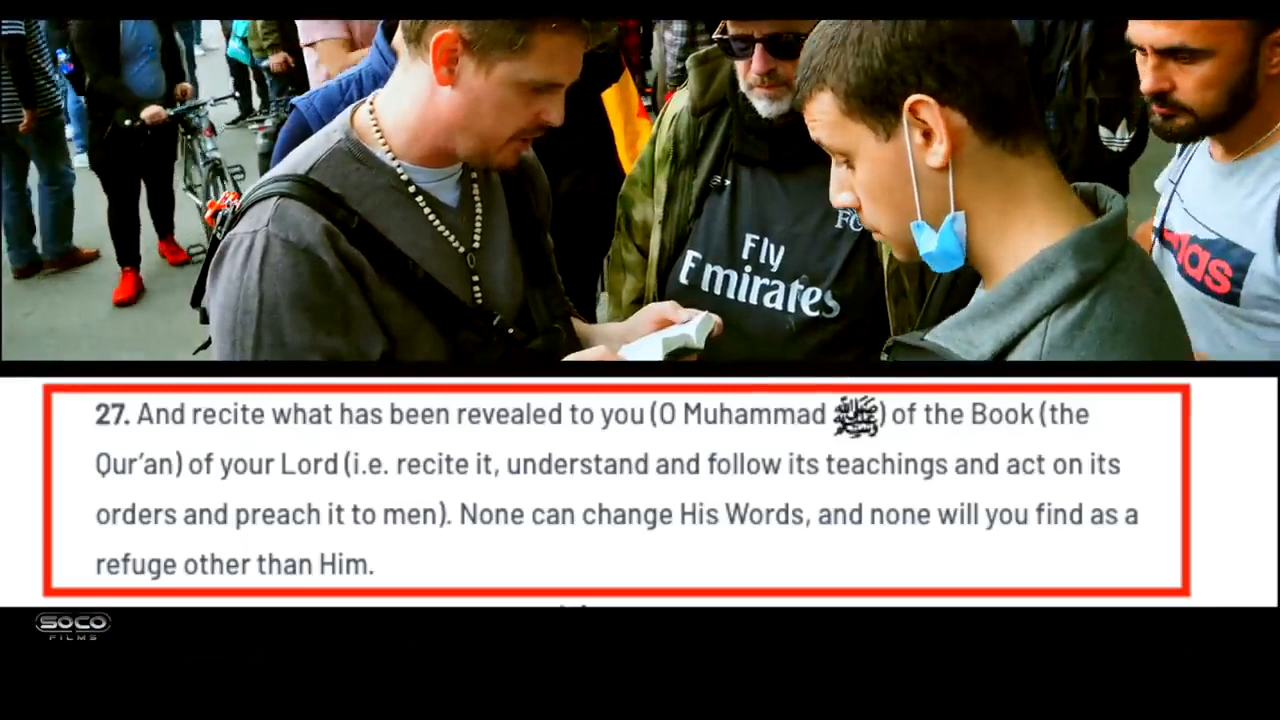 Fly
Emirates
FC
adidas
27. And recite what has been revealed to you (O Muhammad ﷺ) of the Book (the
Qur’an) of your Lord (i.e. recite it, understand and follow its teachings and act on its
orders and preach it to men). None can change His Words, and none will you find as a
refuge other than Him.
SOCO
FILMS